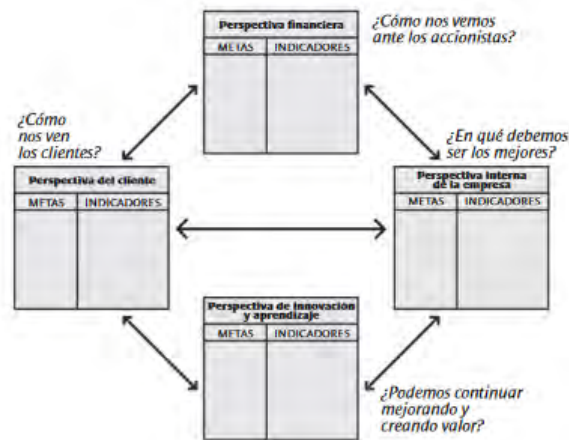 Perspectiva financiera
METAS INDICADORES
¿Cómo nos vemos
ante los accionistas?
¿Cómo
nos ven
los clientes?
¿En qué debemos
ser los mejores?
Perspectiva del cliente
METAS INDICADORES
Perspectiva interna
de la empresa
METAS INDICADORES
Perspectiva de innovación
y aprendizaje
METAS INDICADORES
¿Podemos continuar
mejorando y
creando valor?